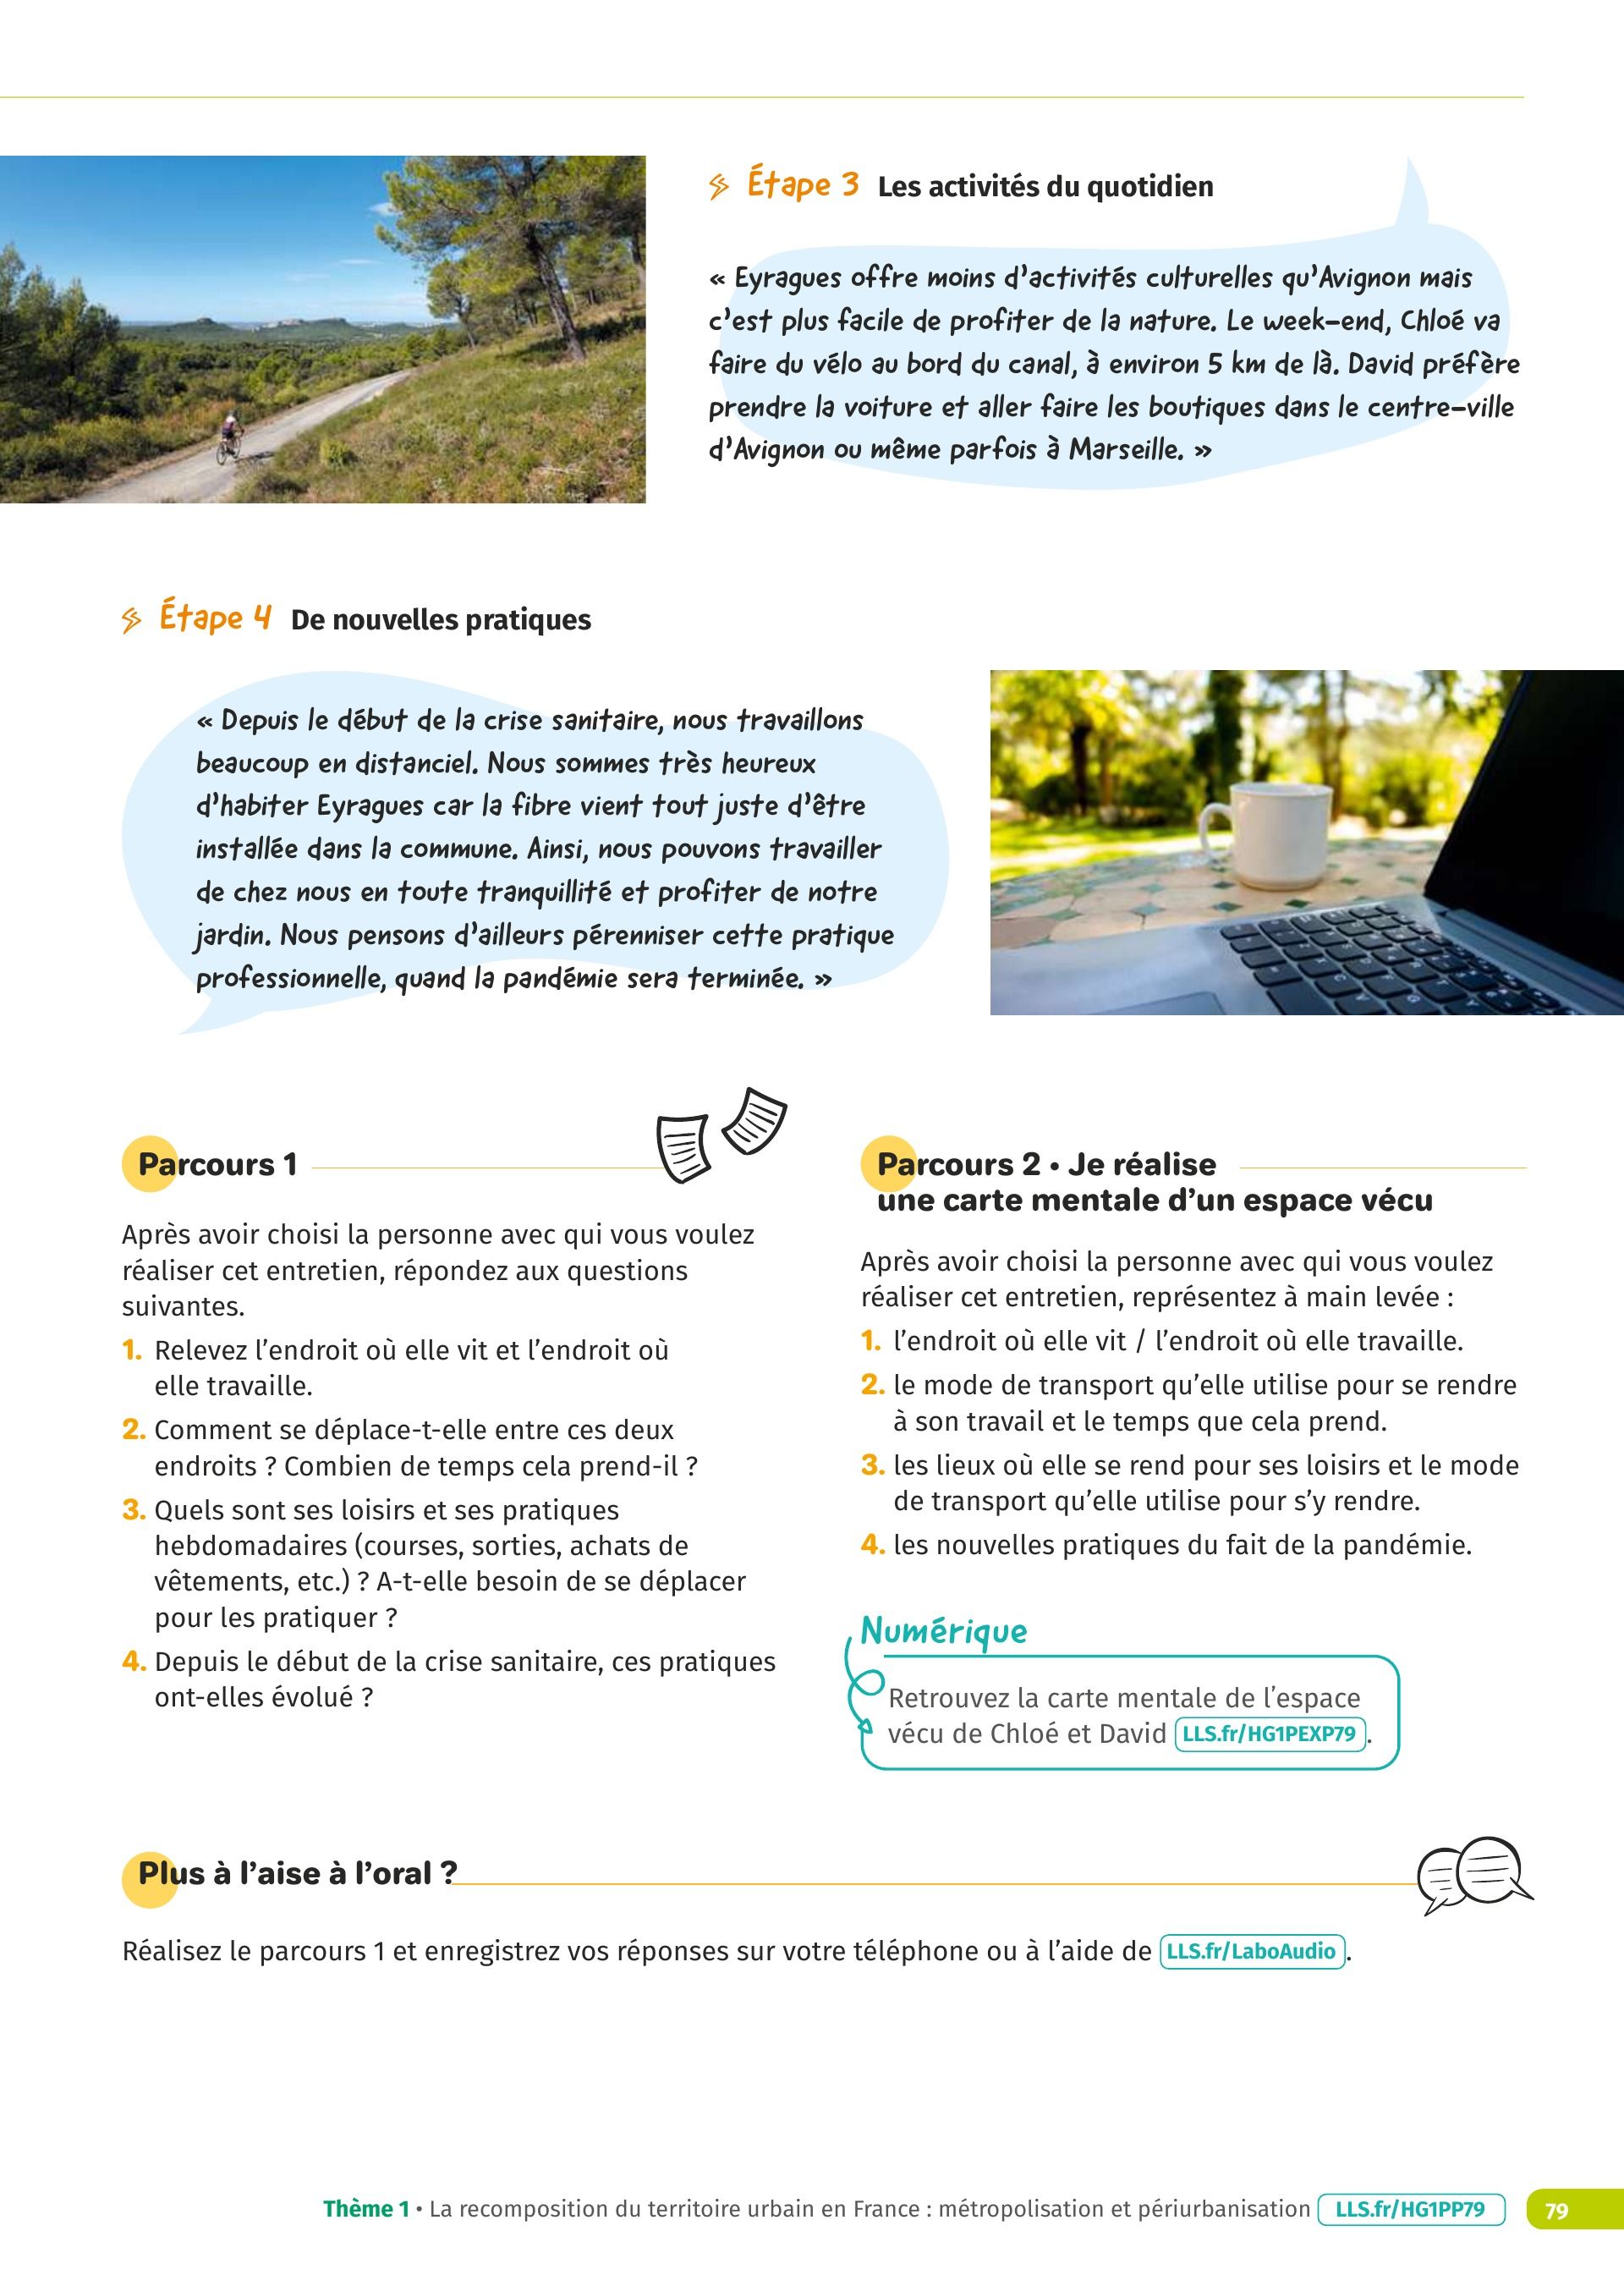 Étape 3 Les activités du quotidien
« Eyragues offre moins d'activités culturelles qu'Avignon mais
c'est plus facile de profiter de la nature. Le week-end, Chloé va
faire du vélo au bord du canal, à environ 5 km de là. David préfère
prendre la voiture et aller faire les boutiques dans le centre-ville
d'Avignon ou même parfois à Marseille. »
Étape 4 De nouvelles pratiques
« Depuis le début de la crise sanitaire, nous travaillons
beaucoup en distanciel. Nous sommes très heureux
d'habiter Eyragues car la fibre vient tout juste d'être
installée dans la commune. Ainsi, nous pouvons travailler
de chez nous en toute tranquillité et profiter de notre
jardin. Nous pensons d'ailleurs pérenniser cette pratique
professionnelle, quand la pandémie sera terminée. »
Parcours 1
Après avoir choisi la personne avec qui vous voulez
réaliser cet entretien, répondez aux questions
suivantes.
1. Relevez l'endroit où elle vit et l'endroit où
elle travaille.
2. Comment se déplace-t-elle entre ces deux
endroits ? Combien de temps cela prend-il ?
3. Quels sont ses loisirs et ses pratiques
hebdomadaires (courses, sorties, achats de
vêtements, etc.) ? A-t-elle besoin de se déplacer
pour les pratiquer ?
4. Depuis le début de la crise sanitaire, ces pratiques
ont-elles évolué ?
Parcours 2 • Je réalise
une carte mentale d'un espace vécu
Après avoir choisi la personne avec qui vous voulez
réaliser cet entretien, représentez à main levée :
1. l'endroit où elle vit / l'endroit où elle travaille.
2. le mode de transport qu'elle utilise pour se rendre
à son travail et le temps que cela prend.
3. les lieux où elle se rend pour ses loisirs et le mode
de transport qu'elle utilise pour s'y rendre.
4. les nouvelles pratiques du fait de la pandémie.
Numérique
Retrouvez la carte mentale de l'espace
vécu de Chloé et David LLS.fr/HG1PEXP79 .
Plus à l'aise à l'oral ?
Réalisez le parcours 1 et enregistrez vos réponses sur votre téléphone ou à l'aide de LLS.fr/LaboAudio .
Thème 1 • La recomposition du territoire urbain en France : métropolisation et périurbanisation LLS.fr/HG1PP79 79